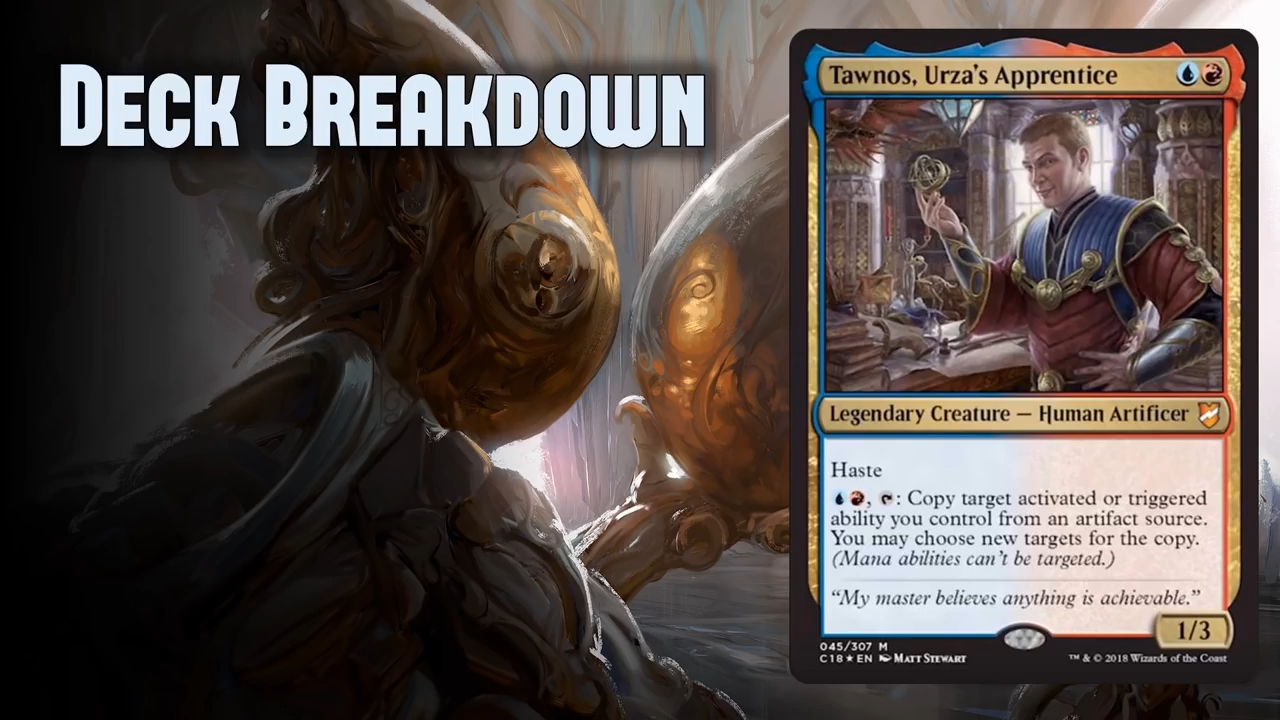 Deck Breakdown
Tawnos, Urza's Apprentice
Legendary Creature — Human Artificer
Haste
, : Copy target activated or triggered
ability you control from an artifact source.
You may choose new targets for the copy.
(Mana abilities can't be targeted.)
"My master believes anything is achievable."
1/3
045/307 M
C18★EN Matt Stewart
™ & © 2018 Wizards of the Coast